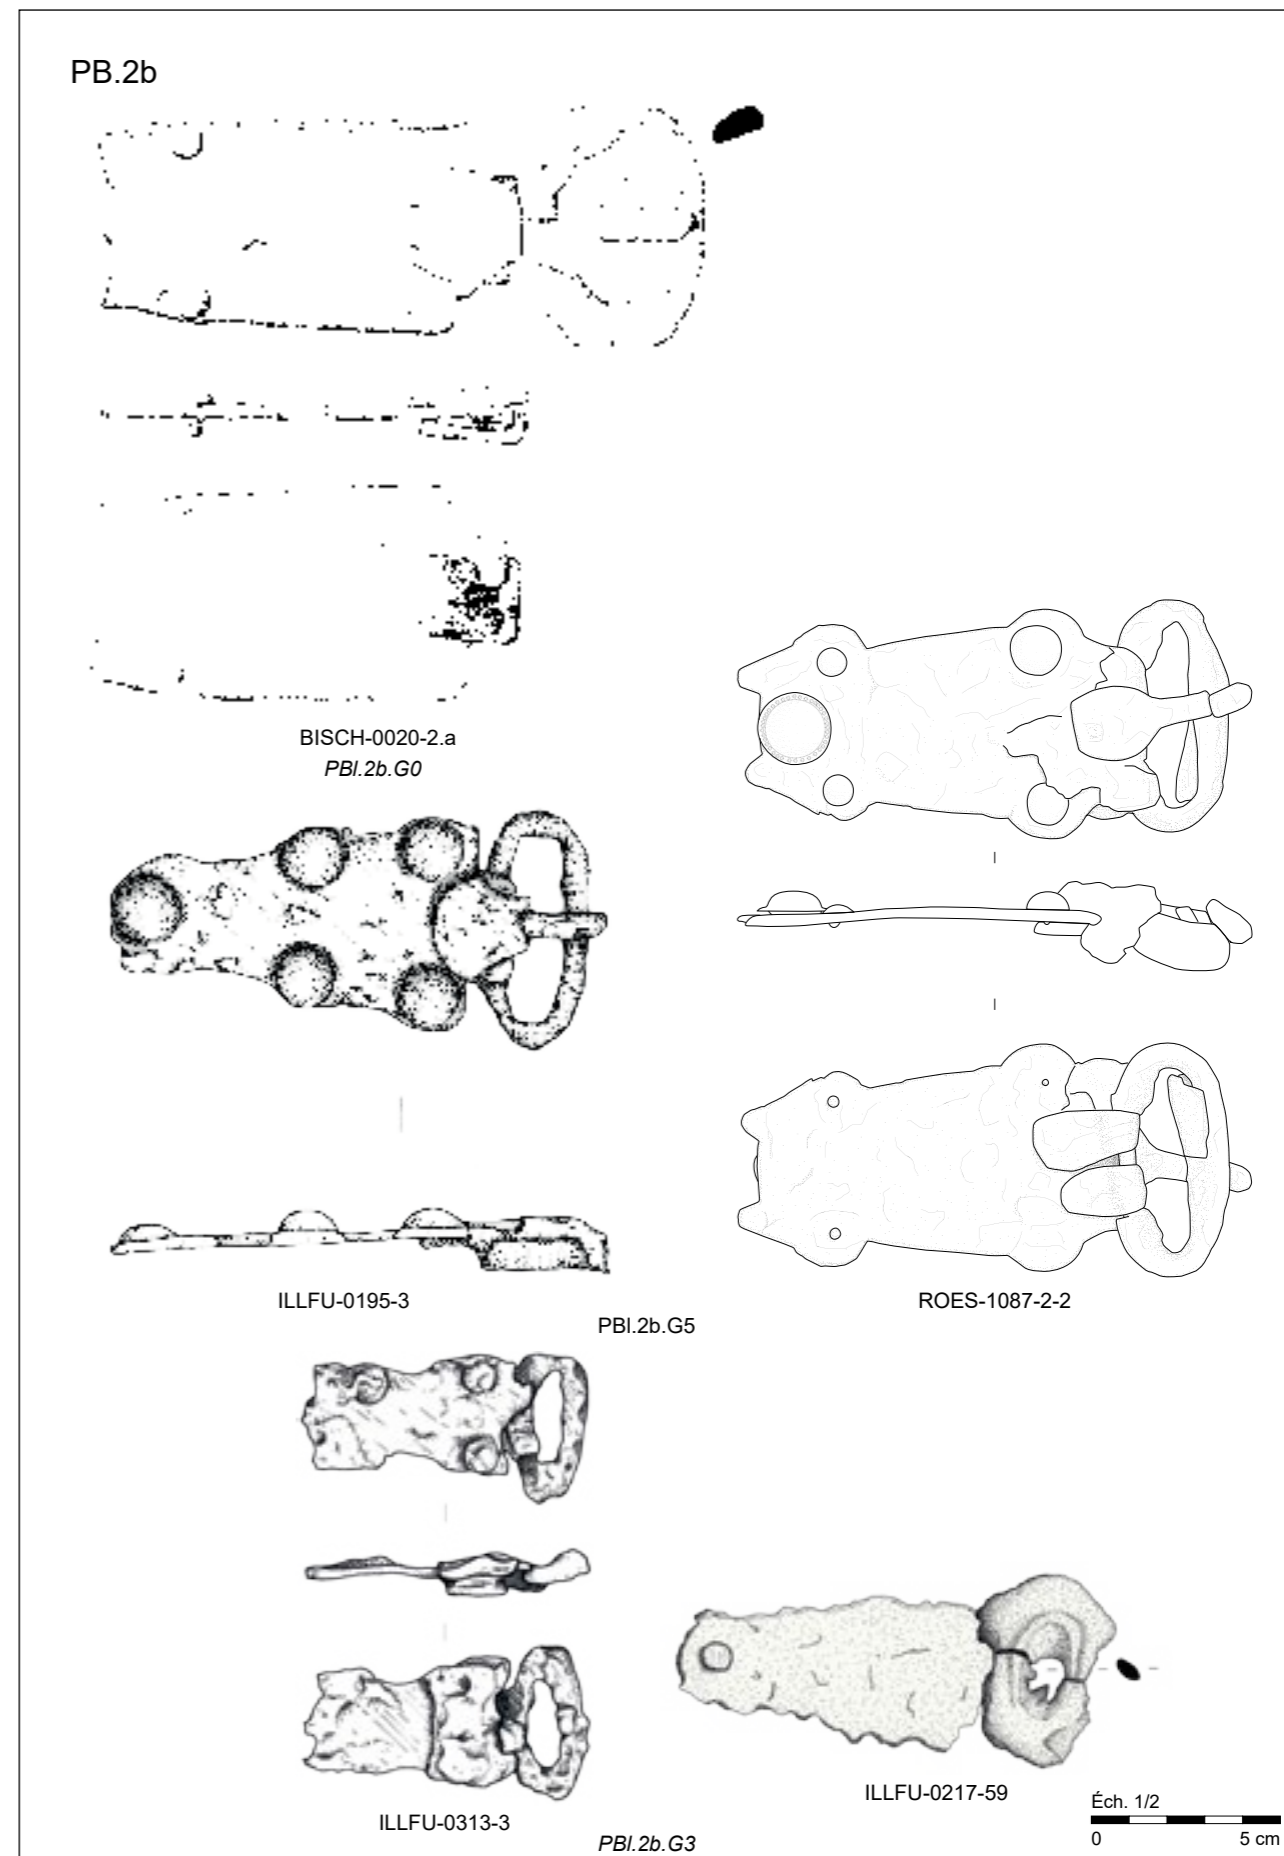 PB.2b
BISCH-0020-2.a
PBl.2b.G0
ILLFU-0195-3
ROES-1087-2-2
PBl.2b.G5
ILLFU-0313-3
ILLFU-0217-59
PBl.2b.G3
Éch. 1/2
0 5 cm